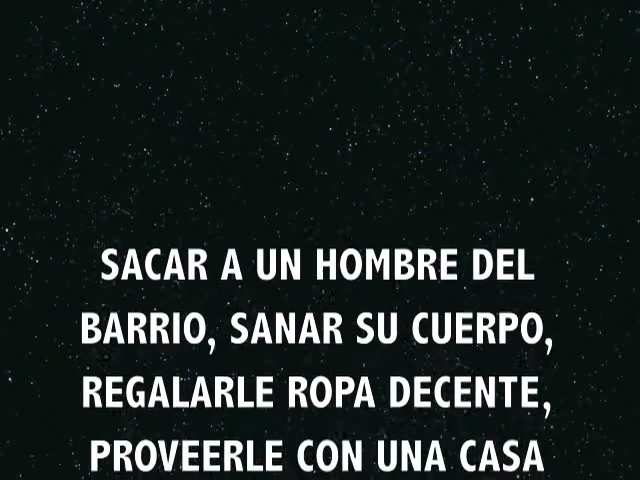 SACAR A UN HOMBRE DEL
BARRIO, SANAR SU CUERPO,
REGALARLE ROPA DECENTE,
PROVEERLE CON UNA CASA